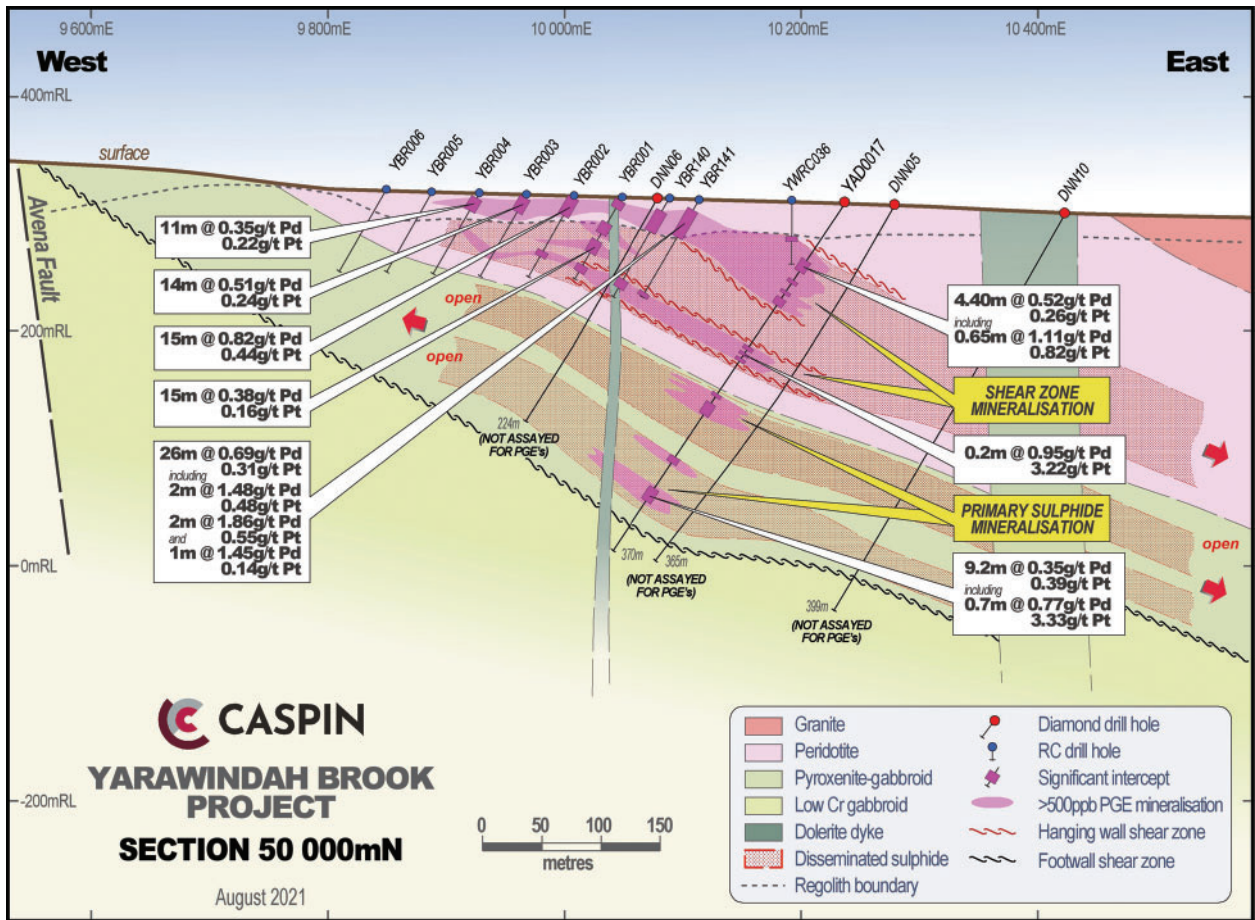 9 600mE
9 800mE
10 000mE
10 200mE
10 400mE
West
East
400mRL
surface
YBR006
YBR005
YBR004
YBR003
YBR002
YBR001
DNN06
YBR140
YBR141
YWRC036
YAD0017
DNN05
DNN10
Avena Fault
11m @ 0.35g/t Pd
0.22g/t Pt
14m @ 0.51g/t Pd
0.24g/t Pt
15m @ 0.82g/t Pd
0.44g/t Pt
15m @ 0.38g/t Pd
0.16g/t Pt
26m @ 0.69g/t Pd
0.31g/t Pt
including
2m @ 1.48g/t Pd
0.48g/t Pt
2m @ 1.86g/t Pd
and 0.55g/t Pt
1m @ 1.45g/t Pd
0.14g/t Pt
200mRL
open
open
4.40m @ 0.52g/t Pd
0.26g/t Pt
including
0.65m @ 1.11g/t Pd
0.82g/t Pt
SHEAR ZONE
MINERALISATION
0.2m @ 0.95g/t Pd
3.22g/t Pt
PRIMARY SULPHIDE
MINERALISATION
9.2m @ 0.35g/t Pd
0.39g/t Pt
including
0.7m @ 0.77g/t Pd
3.33g/t Pt
open
224m
(NOT ASSAYED
FOR PGE's)
370m
365m
(NOT ASSAYED
FOR PGE's)
399m
(NOT ASSAYED
FOR PGE's)
0mRL
-200mRL
CASPIN
YARAWINDAH BROOK
PROJECT
SECTION 50 000mN
August 2021
0 50 100 150
metres
Granite
Peridotite
Pyroxenite-gabbroid
Low Cr gabbroid
Dolerite dyke
Disseminated sulphide
Regolith boundary
Diamond drill hole
RC drill hole
Significant intercept
>500ppb PGE mineralisation
Hanging wall shear zone
Footwall shear zone